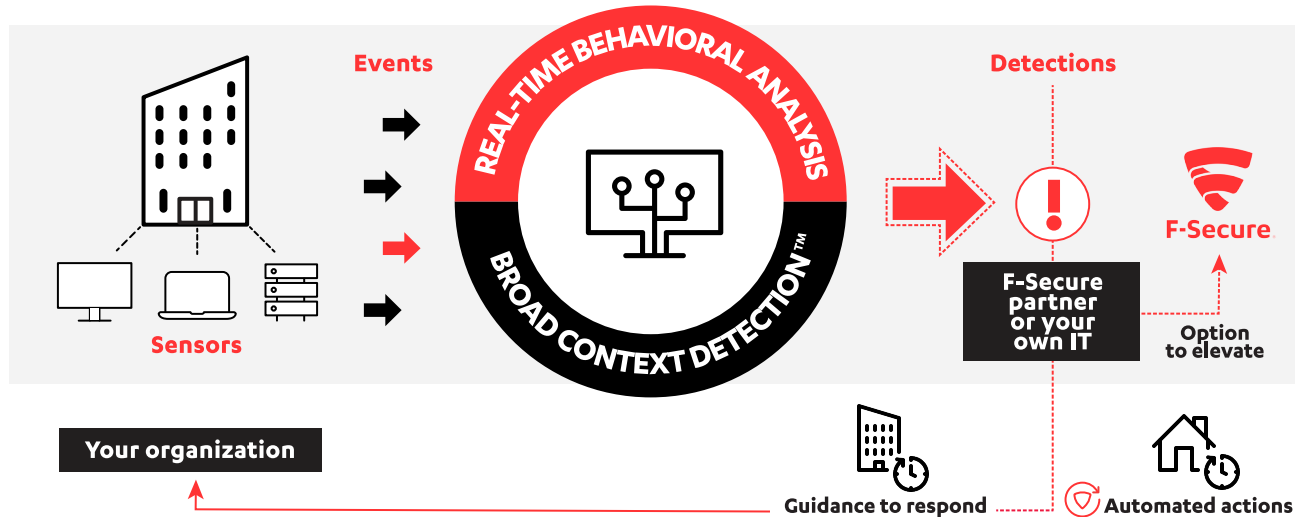 Events
Detections
REAL-TIME BEHAVIORAL ANALYSIS
BROAD CONTEXT DETECTION™
Sensors
F-Secure
F-Secure
partner
or your
own IT
Option
to elevate
Your organization
Guidance to respond
Automated actions